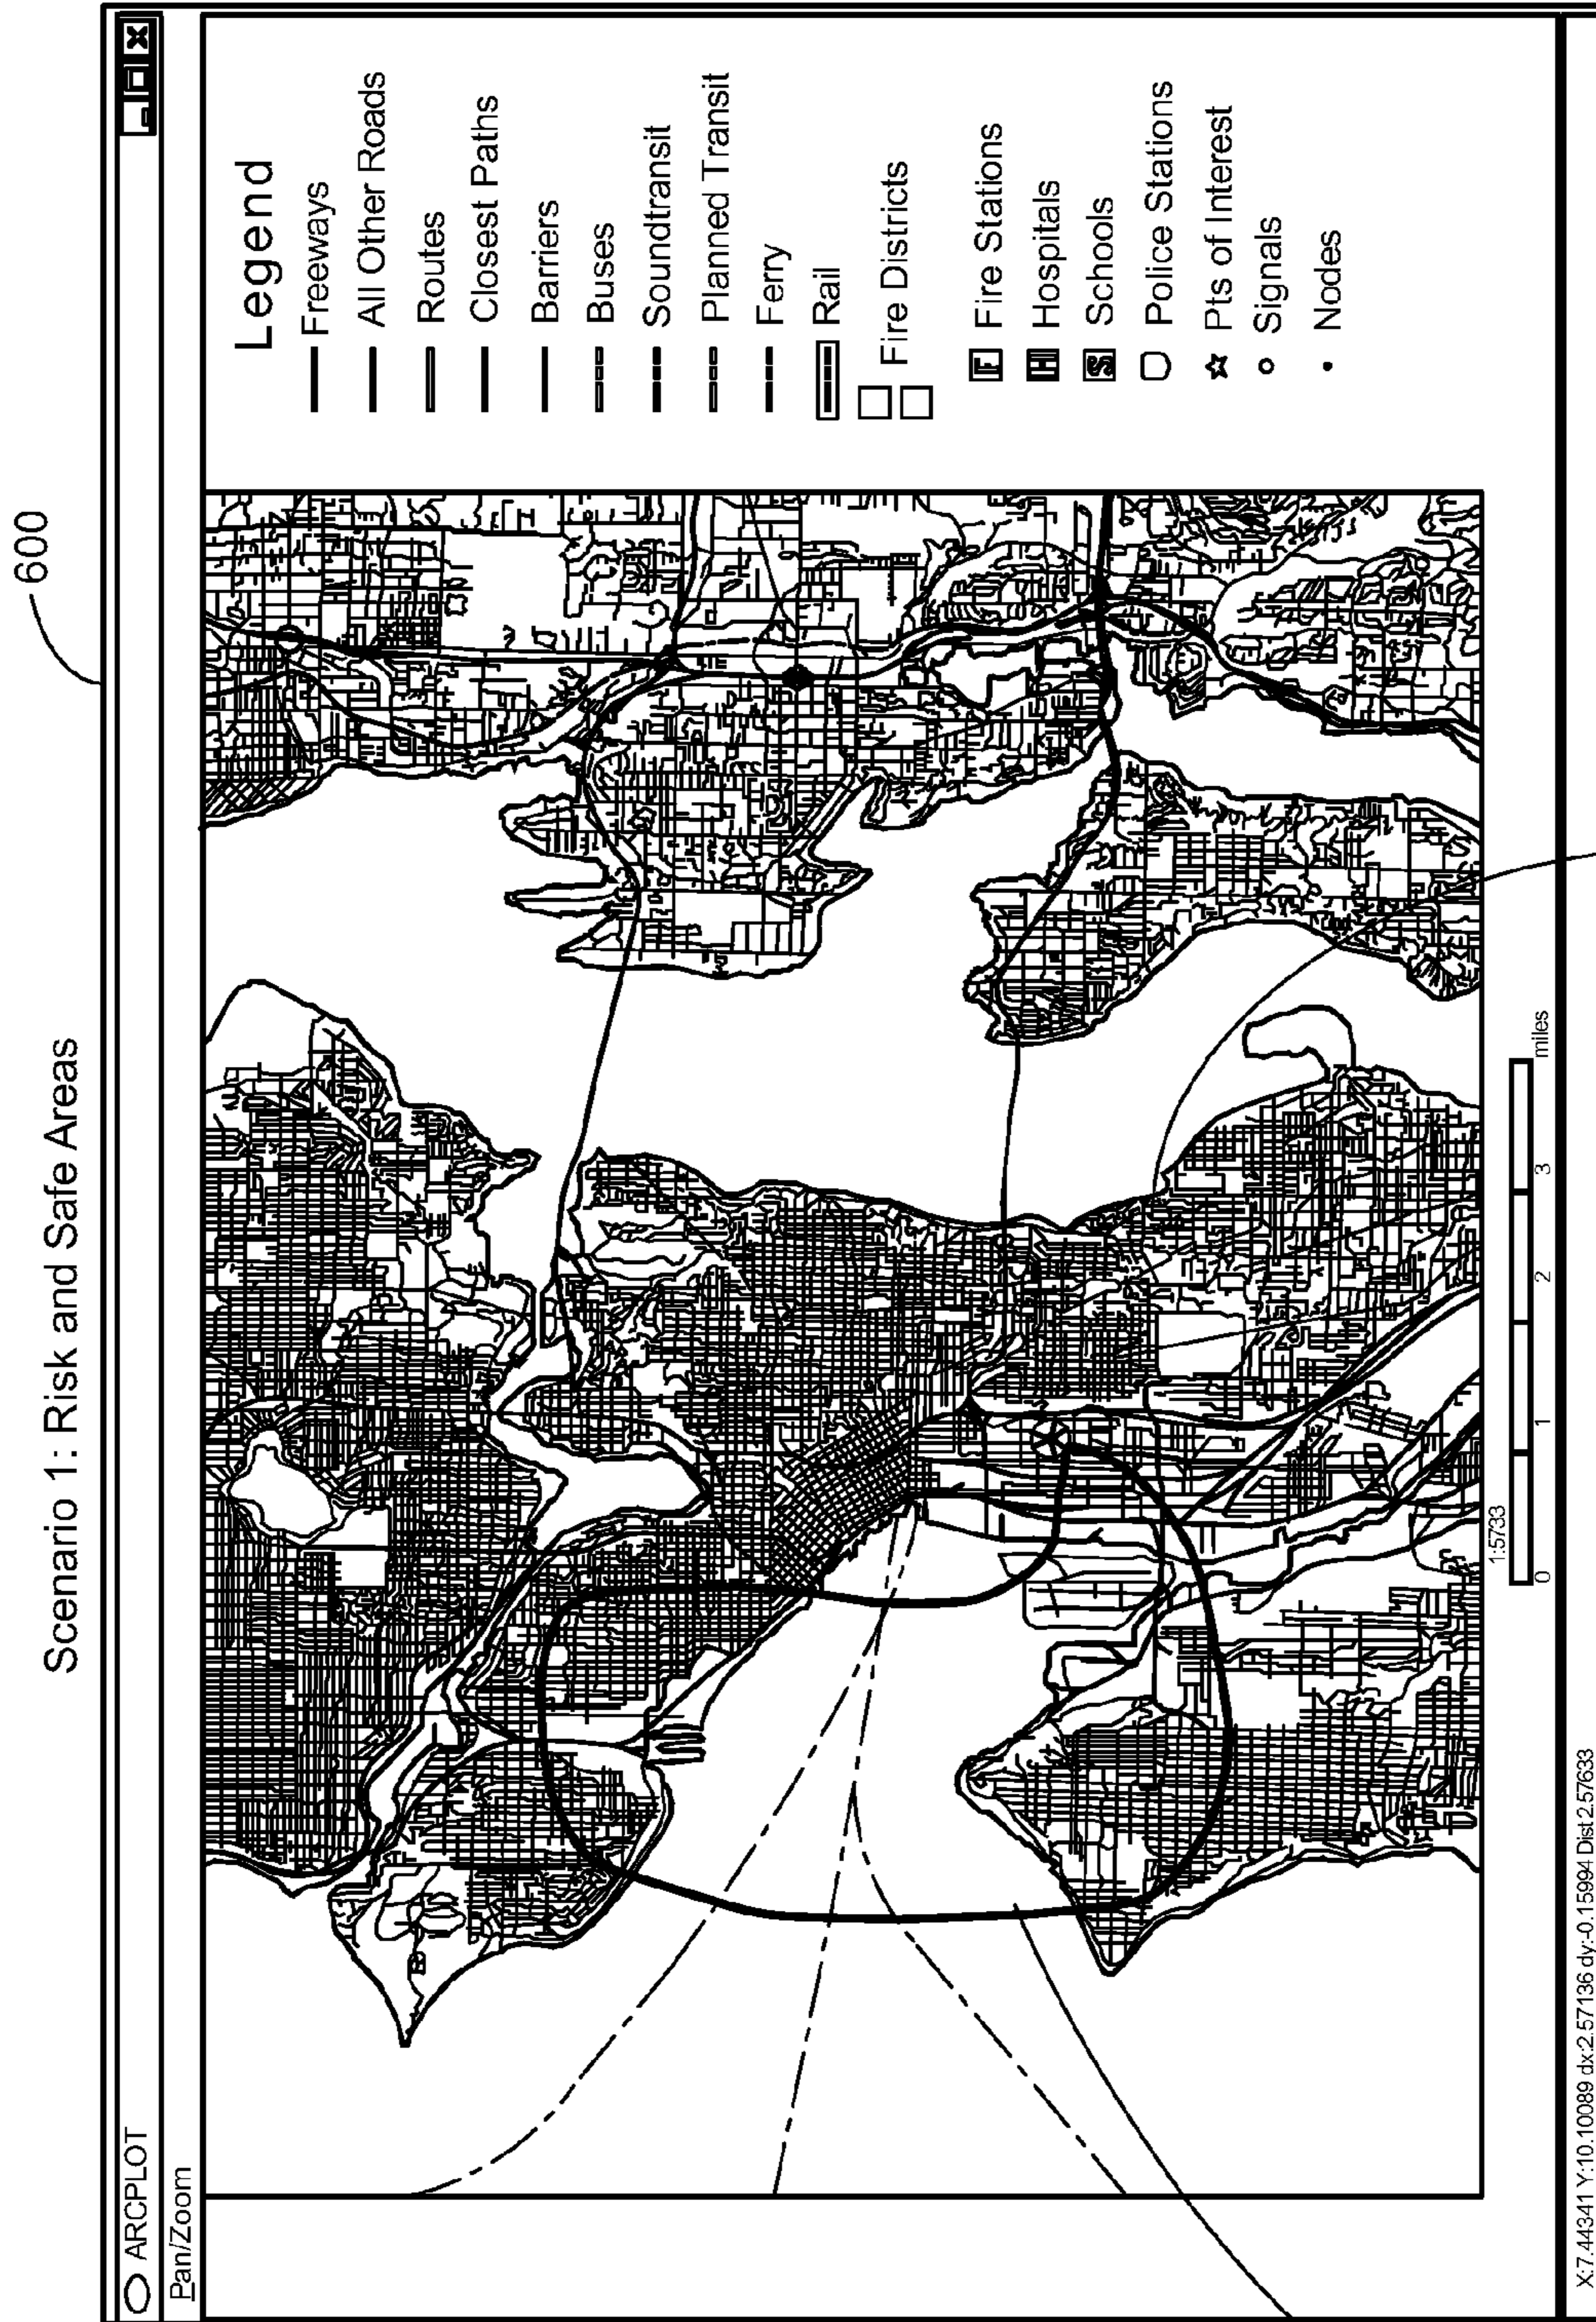 600
Scenario 1: Risk and Safe Areas
ARCPLOT
Pan/Zoom
Legend
Freeways
All Other Roads
Routes
Closest Paths
Barriers
Buses
Soundtransit
Planned Transit
Ferry
Rail
Fire Districts
F Fire Stations
H Hospitals
S Schools
Police Stations
Pts of Interest
Signals
Nodes
1:5733
0 1 2 3 miles
X:7.44341 Y:10.10089 dx:2.57136 dy:-0.15994 Dist2.57633